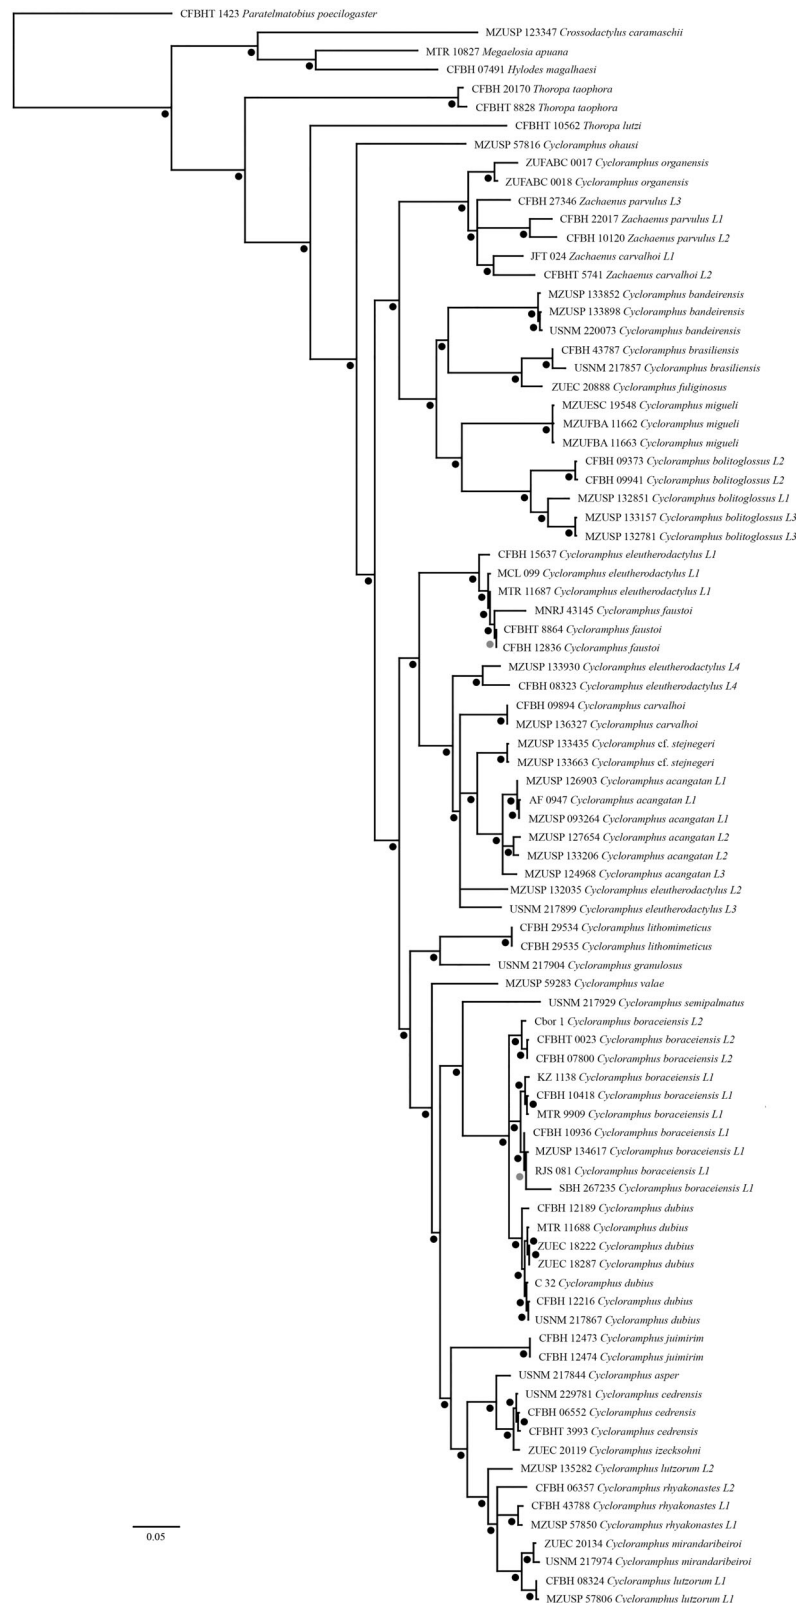 CFBHT 1423 Paratelmatobius poecilogaster
MZUSP 123347 Crossodactylus caramaschii
MTR 10827 Megaelosia apuana
CFBH 07491 Hylodes magalhaesi
CFBH 20170 Thoropa taophora
CFBHT 8828 Thoropa taophora
CFBHT 10562 Thoropa lutzi
MZUSP 57816 Cycloramphus ohausi
ZUFABC 0017 Cycloramphus organensis
ZUFABC 0018 Cycloramphus organensis
CFBH 27346 Zachaenus parvulus L3
CFBH 22017 Zachaenus parvulus L1
CFBH 10120 Zachaenus parvulus L2
JFT 024 Zachaenus carvalhoi L1
CFBHT 5741 Zachaenus carvalhoi L2
MZUSP 133852 Cycloramphus bandeirensis
MZUSP 133898 Cycloramphus bandeirensis
USNM 220073 Cycloramphus bandeirensis
CFBH 43787 Cycloramphus brasiliensis
USNM 217857 Cycloramphus brasiliensis
ZUEC 20888 Cycloramphus fuliginosus
MZUESC 19548 Cycloramphus migueli
MZUFBA 11662 Cycloramphus migueli
MZUFBA 11663 Cycloramphus migueli
CFBH 09373 Cycloramphus bolitoglossus L2
CFBH 09941 Cycloramphus bolitoglossus L2
MZUSP 132851 Cycloramphus bolitoglossus L1
MZUSP 133157 Cycloramphus bolitoglossus L3
MZUSP 132781 Cycloramphus bolitoglossus L3
CFBH 15637 Cycloramphus eleutherodactylus L1
MCL 099 Cycloramphus eleutherodactylus L1
MTR 11687 Cycloramphus eleutherodactylus L1
MNRJ 43145 Cycloramphus faustoi
CFBHT 8864 Cycloramphus faustoi
CFBH 12836 Cycloramphus faustoi
MZUSP 133930 Cycloramphus eleutherodactylus L4
CFBH 08323 Cycloramphus eleutherodactylus L4
CFBH 09894 Cycloramphus carvalhoi
MZUSP 136327 Cycloramphus carvalhoi
MZUSP 133435 Cycloramphus cf. stejnegeri
MZUSP 133663 Cycloramphus cf. stejnegeri
MZUSP 126903 Cycloramphus acangatan L1
AF 0947 Cycloramphus acangatan L1
MZUSP 093264 Cycloramphus acangatan L1
MZUSP 127654 Cycloramphus acangatan L2
MZUSP 133206 Cycloramphus acangatan L2
MZUSP 124968 Cycloramphus acangatan L3
MZUSP 132035 Cycloramphus eleutherodactylus L2
USNM 217899 Cycloramphus eleutherodactylus L3
CFBH 29534 Cycloramphus lithomimeticus
CFBH 29535 Cycloramphus lithomimeticus
USNM 217904 Cycloramphus granulosus
MZUSP 59283 Cycloramphus valae
USNM 217929 Cycloramphus semipalmatus
Cbor 1 Cycloramphus boraceiensis L2
CFBHT 0023 Cycloramphus boraceiensis L2
CFBH 07800 Cycloramphus boraceiensis L2
KZ 1138 Cycloramphus boraceiensis L1
CFBH 10418 Cycloramphus boraceiensis L1
MTR 9909 Cycloramphus boraceiensis L1
CFBH 10936 Cycloramphus boraceiensis L1
MZUSP 134617 Cycloramphus boraceiensis L1
RJS 081 Cycloramphus boraceiensis L1
SBH 267235 Cycloramphus boraceiensis L1
CFBH 12189 Cycloramphus dubius
MTR 11688 Cycloramphus dubius
ZUEC 18222 Cycloramphus dubius
ZUEC 18287 Cycloramphus dubius
C 32 Cycloramphus dubius
CFBH 12216 Cycloramphus dubius
USNM 217867 Cycloramphus dubius
CFBH 12473 Cycloramphus juimirim
CFBH 12474 Cycloramphus juimirim
USNM 217844 Cycloramphus asper
USNM 229781 Cycloramphus cedrensis
CFBH 06552 Cycloramphus cedrensis
CFBHT 3993 Cycloramphus cedrensis
ZUEC 20119 Cycloramphus izecksohni
MZUSP 135282 Cycloramphus lutzorum L2
CFBH 06357 Cycloramphus rhyakonastes L2
CFBH 43788 Cycloramphus rhyakonastes L1
MZUSP 57850 Cycloramphus rhyakonastes L1
ZUEC 20134 Cycloramphus mirandaribeiroi
USNM 217974 Cycloramphus mirandaribeiroi
CFBH 08324 Cycloramphus lutzorum L1
MZUSP 57806 Cycloramphus lutzorum L1
0.05